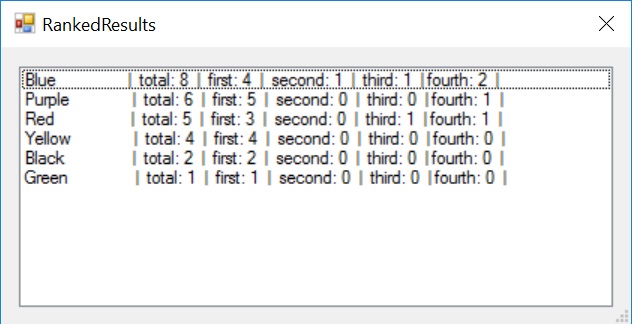 RankedResults
Blue | total: 8 | first: 4 | second: 1 | third: 1 |fourth: 2 |
Purple | total: 6 | first: 5 | second: 0 | third: 0 |fourth: 1 |
Red | total: 5 | first: 3 | second: 0 | third: 1 |fourth: 1 |
Yellow | total: 4 | first: 4 | second: 0 | third: 0 |fourth: 0 |
Black | total: 2 | first: 2 | second: 0 | third: 0 |fourth: 0 |
Green | total: 1 | first: 1 | second: 0 | third: 0 |fourth: 0 |